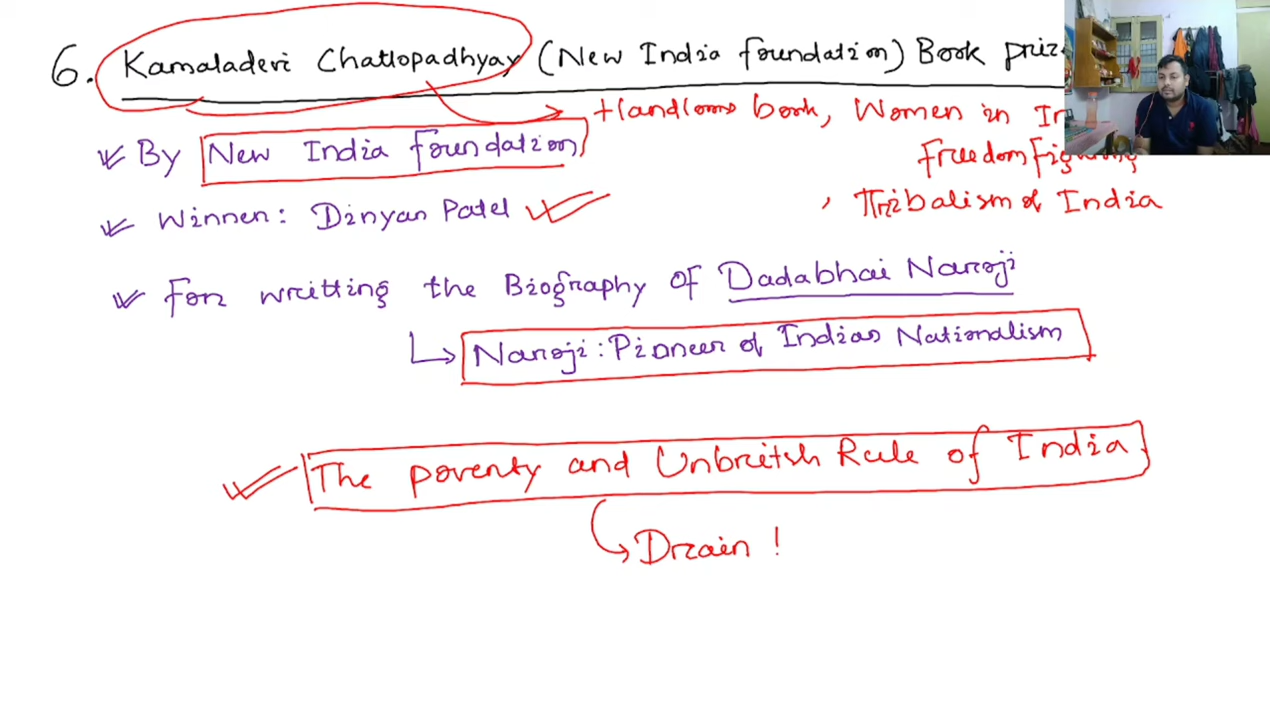 6. Kamaladevi Chattopadhyay (New India foundation) Book priz
Handlooms book, Women in In
freedom fighting
, Tribalism of India
By New India foundation
Winner: Dinyan Patel
For writting the Biography of Dadabhai Naroji
Naroji: Pioneer of Indian Nationalism
The poverty and Unbritsh Rule of India
Drain !